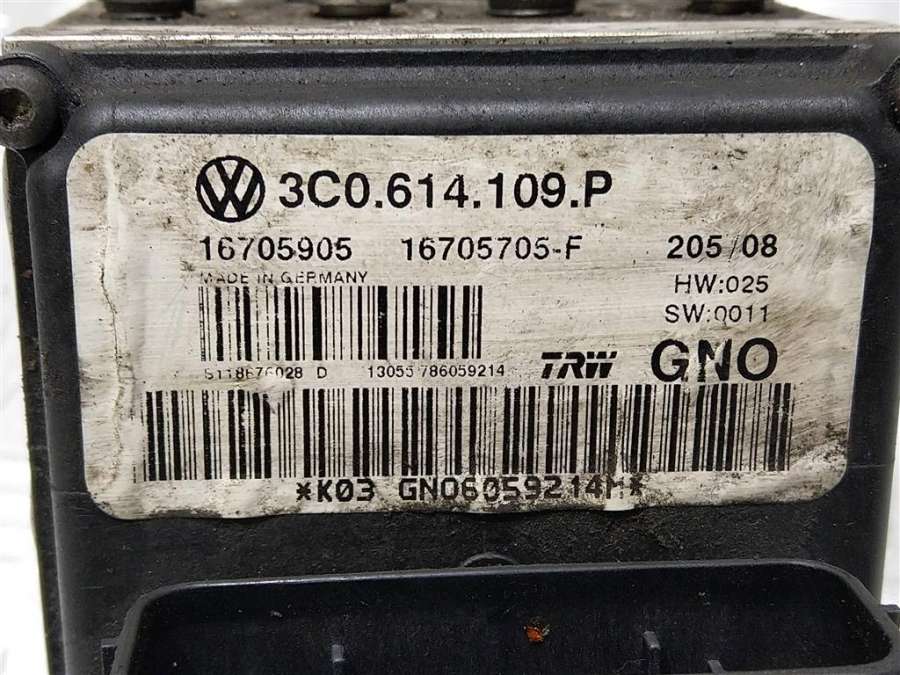 3C0.614.109.P
16705905 16705705-F 205/08
MADE IN GERMANY HW:025
SW:0011
S118676028 D 13055786059214 TRW GNO
*K03 GNO6059214M*